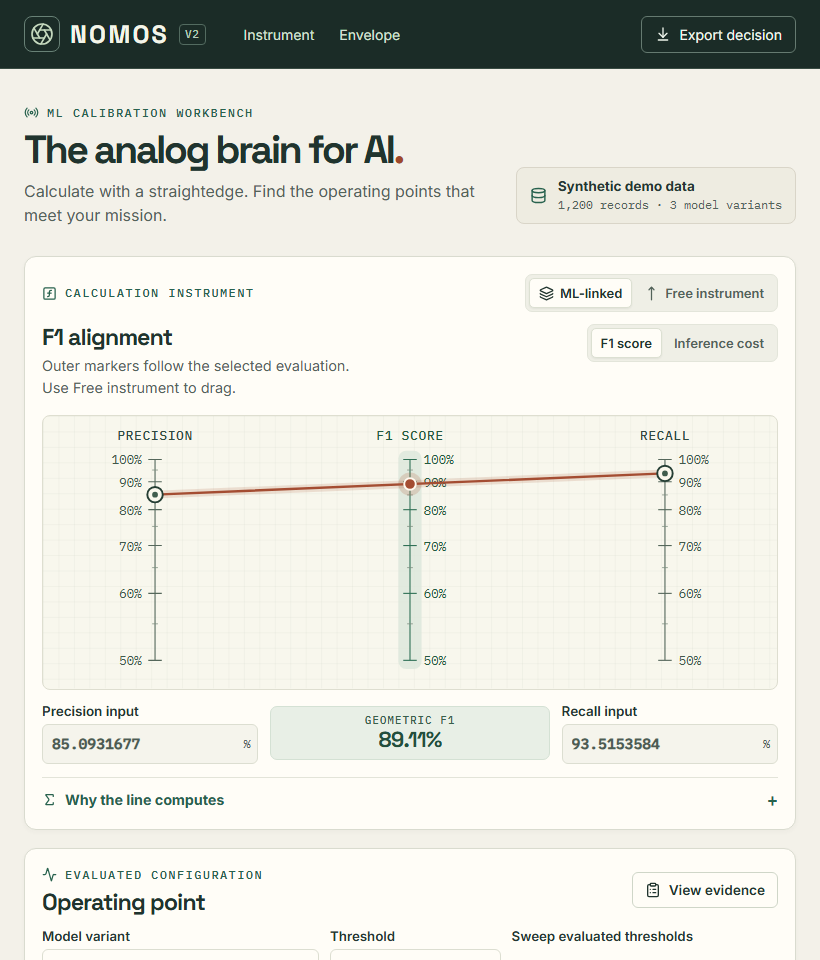 NOMOS V2 Instrument Envelope Export decision
ML CALIBRATION WORKBENCH
The analog brain for AI.
Calculate with a straightedge. Find the operating points that
meet your mission.
Synthetic demo data
1,200 records · 3 model variants
CALCULATION INSTRUMENT
ML-linked Free instrument
F1 alignment
F1 score Inference cost
Outer markers follow the selected evaluation.
Use Free instrument to drag.
PRECISION F1 SCORE RECALL
100% 100% 100%
90% 90% 90%
80% 80% 80%
70% 70% 70%
60% 60% 60%
50% 50% 50%
Precision input
85.0931677 %
GEOMETRIC F1
89.11%
Recall input
93.5153584 %
Σ Why the line computes +
EVALUATED CONFIGURATION
Operating point
View evidence
Model variant Threshold Sweep evaluated thresholds